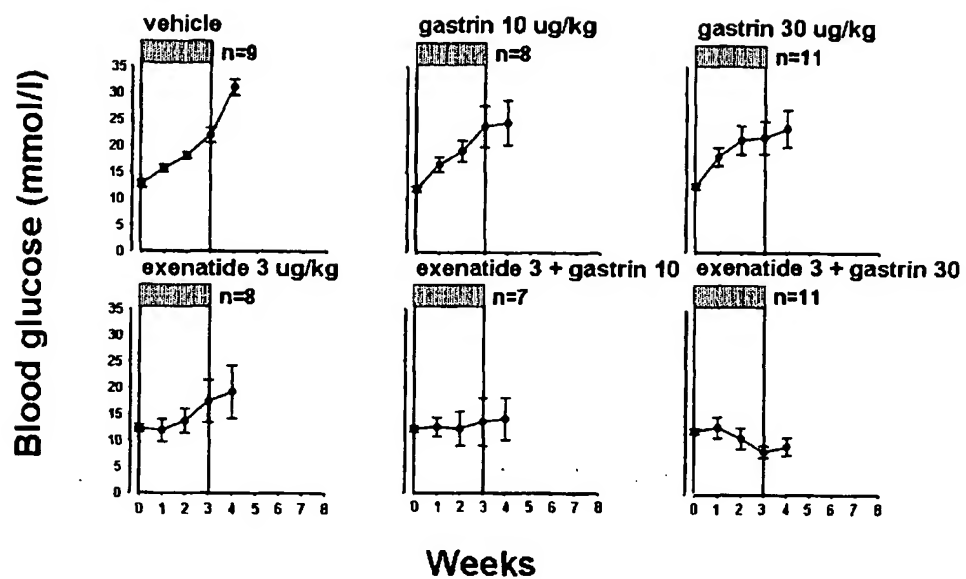 vehicle
n=9
gastrin 10 ug/kg
n=8
gastrin 30 ug/kg
n=11
Blood glucose (mmol/l)
35
30
25
20
15
10
5
0
exenatide 3 ug/kg
n=8
exenatide 3 + gastrin 10
n=7
exenatide 3 + gastrin 30
n=11
35
30
25
20
15
10
5
0
0 1 2 3 4 5 6 7 8
0 1 2 3 4 5 6 7 8
0 1 2 3 4 5 6 7 8
Weeks